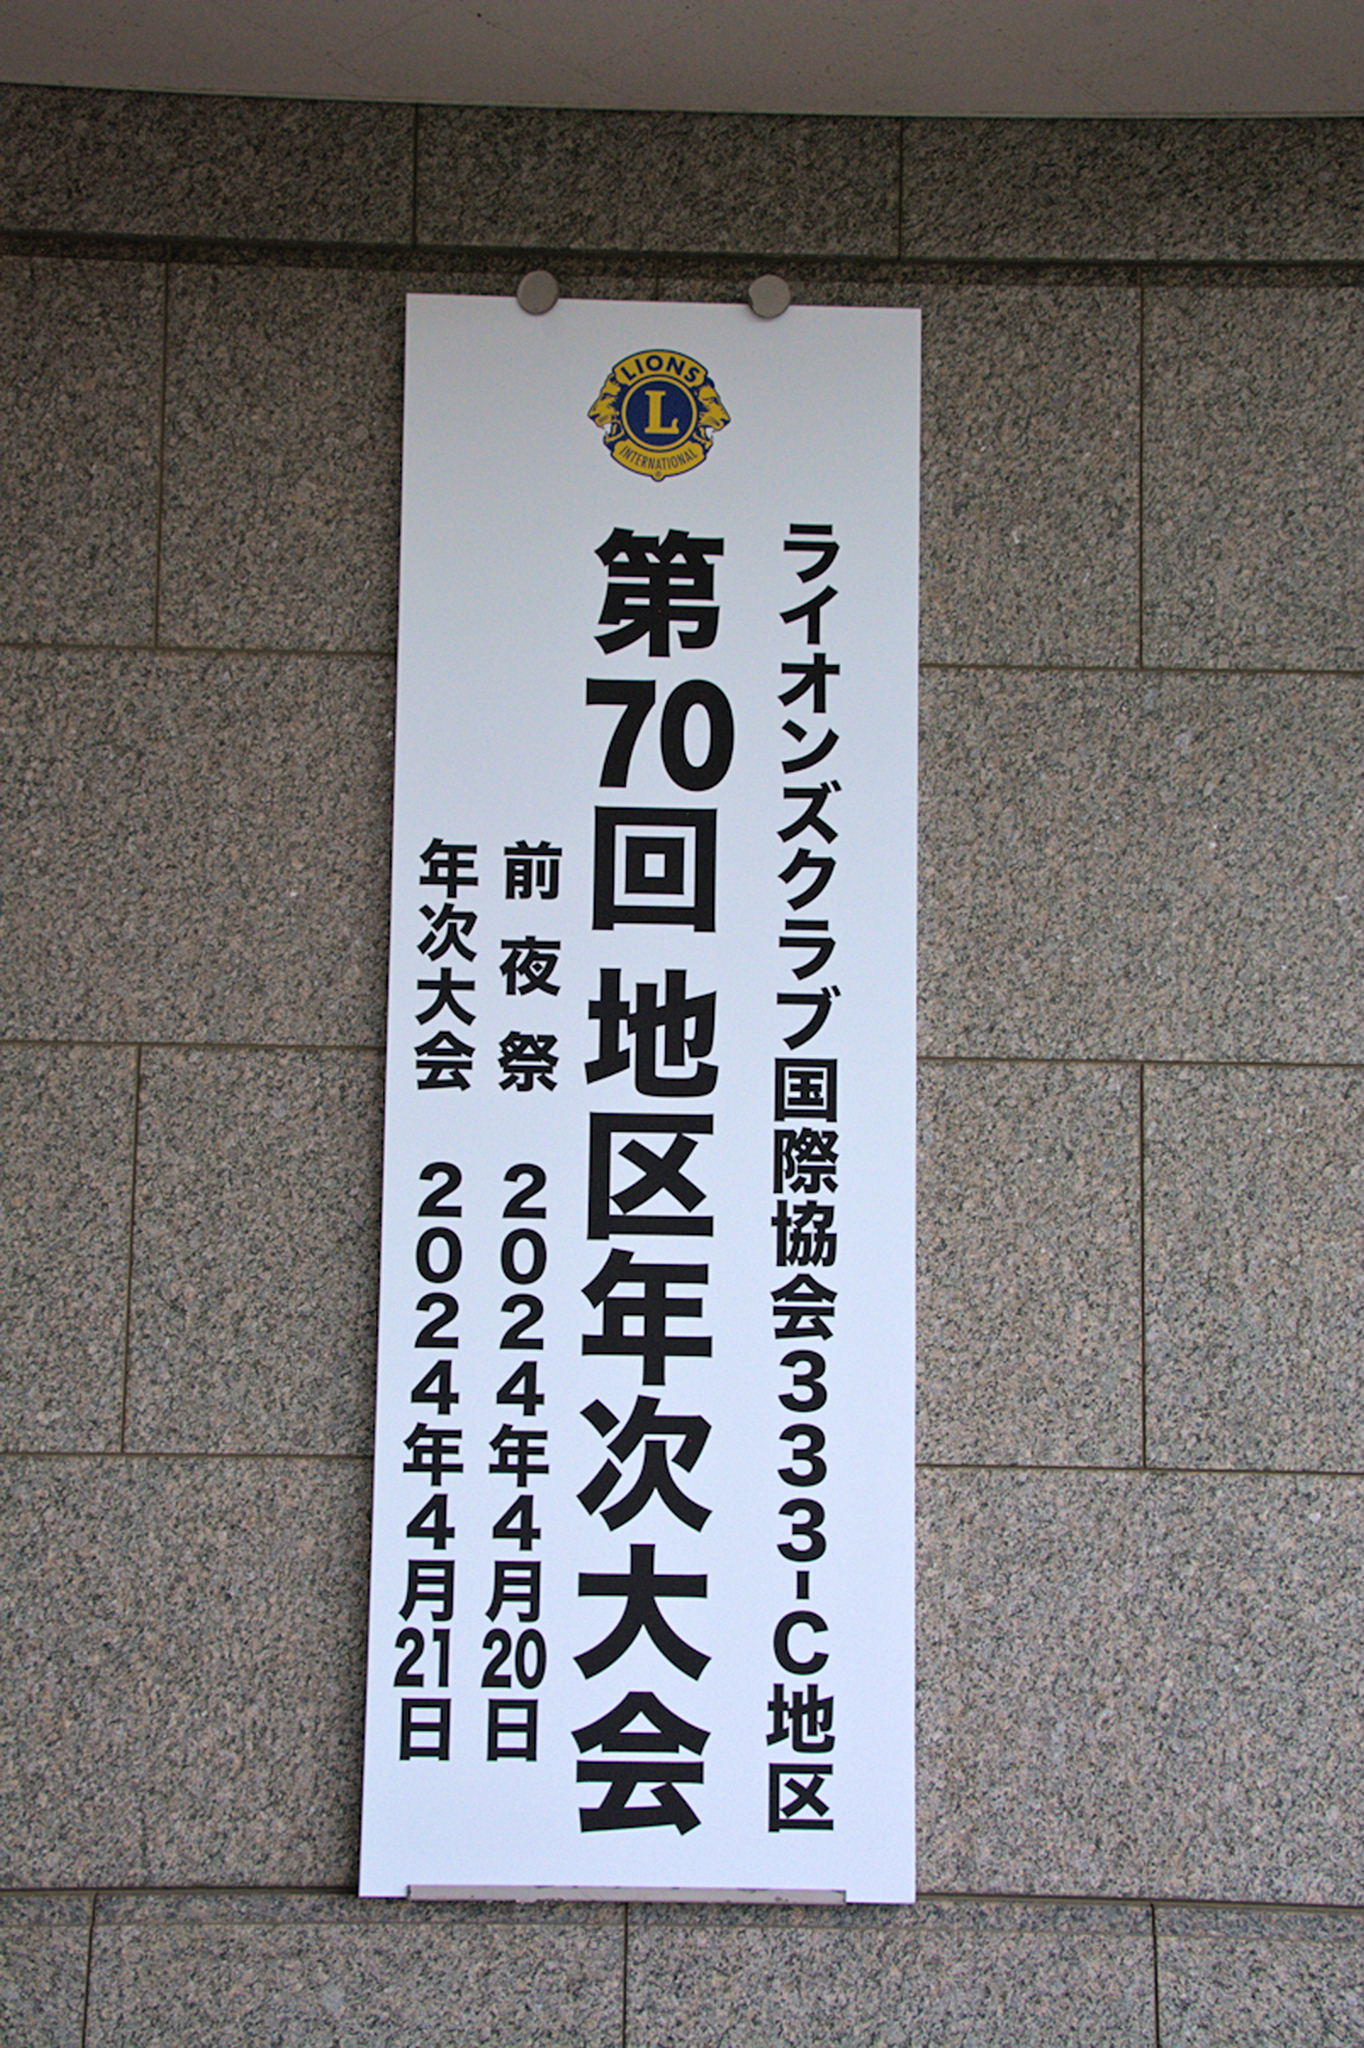 LIONS
L
INTERNATIONAL
®
ライオンズクラブ国際協会333-C地区
第70回 地区年次大会
前夜祭 2024年4月20日
年次大会 2024年4月21日